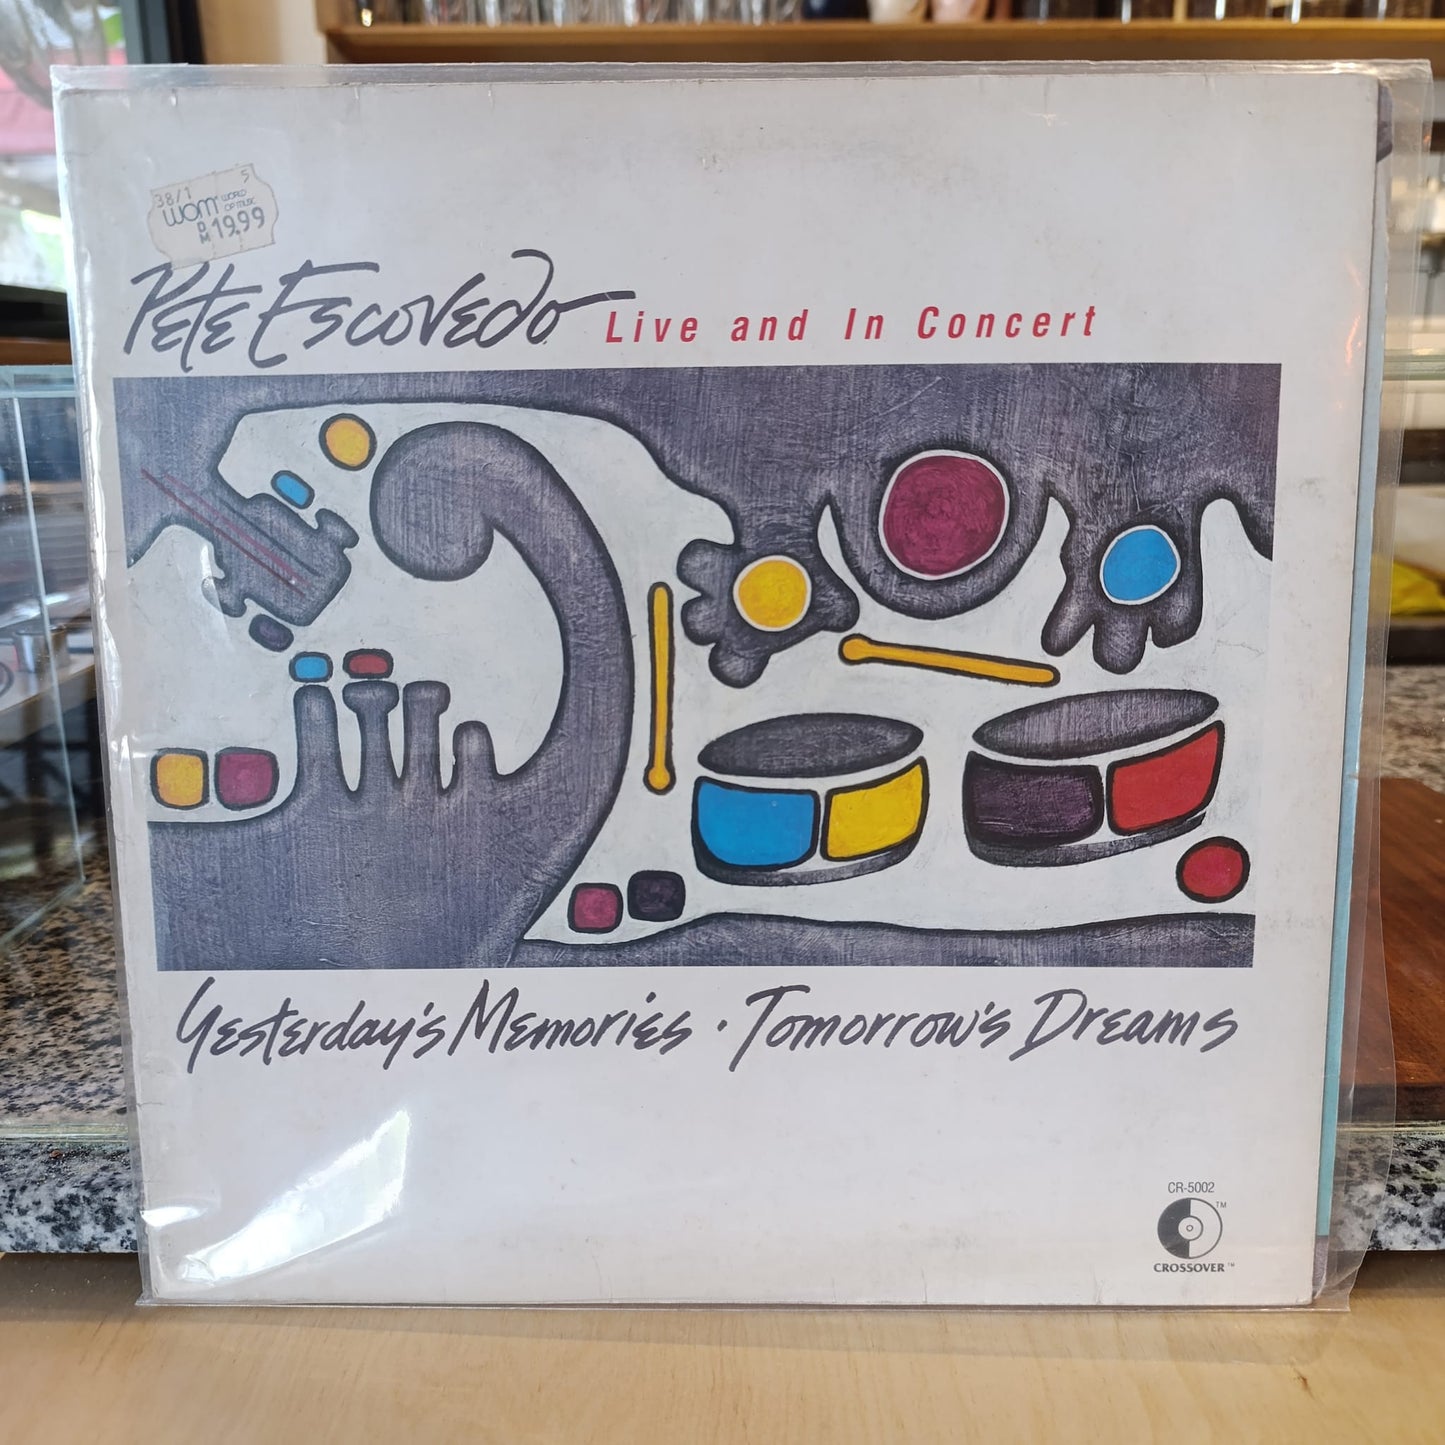 38/1 5
WOM WORLD
OF MUSIC
DM 19.99
Pete Escovedo Live and In Concert
Yesterday's Memories · Tomorrow's Dreams
CR-5002
TM
CROSSOVER™